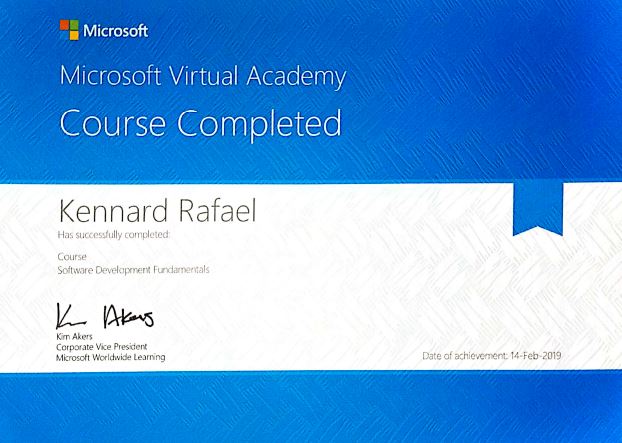 Microsoft
Microsoft Virtual Academy
Course Completed
Kennard Rafael
Has successfully completed:
Course
Software Development Fundamentals
Kim Akers
Kim Akers
Corporate Vice President
Microsoft Worldwide Learning
Date of achievement: 14-Feb-2019